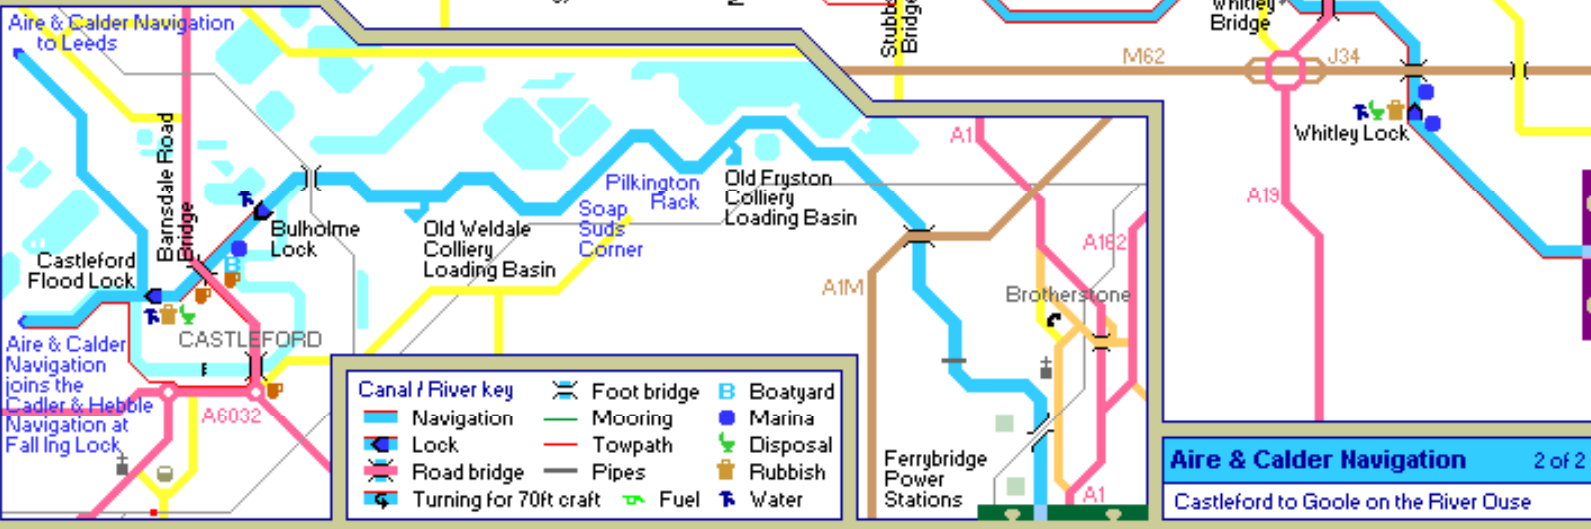 Aire & Calder Navigation
to Leeds
Barnsdale Road
Bridge
Castleford
Flood Lock
Bulholme
Lock
B
CASTLEFORD
Aire & Calder
Navigation
joins the
Cadler & Hebble
Navigation at
Fall Ing Lock
A6032
Old Weldale
Colliery
Loading Basin
Soap
Suds
Corner
Pilkington
Rack
Old Fryston
Colliery
Loading Basin
A1
A1M
A162
Brotherstone
A1
Ferrybridge
Power
Stations
Bridge
M62
Whitley
Bridge
J34
Whitley Lock
A19
Canal / River key
Navigation
Lock
Road bridge
Turning for 70ft craft
Foot bridge
Mooring
Towpath
Pipes
Fuel
B Boatyard
Marina
Disposal
Rubbish
Water
Aire & Calder Navigation 2 of 2
Castleford to Goole on the River Ouse